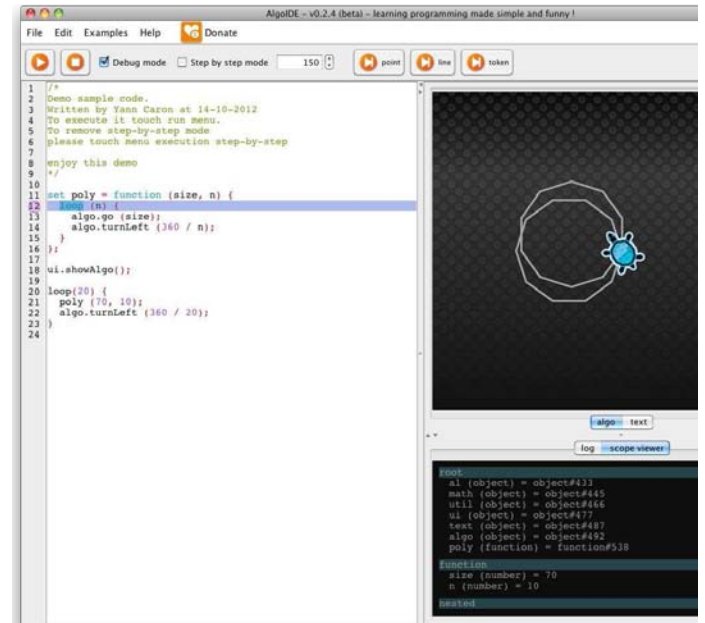 AlgoIDE - v0.2.4 (beta) - learning programming made simple and funny !
File Edit Examples Help Donate
Debug mode Step by step mode 150 point line token
1 /*
2 Demo sample code.
3 Written by Yann Caron at 14-10-2012
4 To execute it touch run menu.
5 To remove step-by-step mode
6 please touch menu execution step-by-step
7
8 enjoy this demo
9 */
10
11 set poly = function (size, n) {
12 loop (n) {
13 algo.go (size);
14 algo.turnLeft (360 / n);
15 }
16 };
17
18 ui.showAlgo();
19
20 loop(20) {
21 poly (70, 10);
22 algo.turnLeft (360 / 20);
23 }
24
algo text
log scope viewer
root
al (object) = object#433
math (object) = object#445
util (object) = object#466
ui (object) = object#477
text (object) = object#487
algo (object) = object#492
poly (function) = function#538
function
size (number) = 70
n (number) = 10
nested